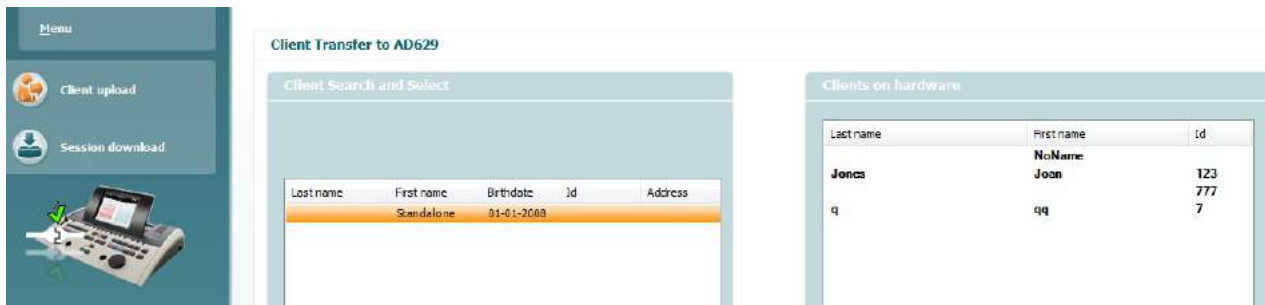 Menu
Client upload
Session download
Client Transfer to AD629
Client Search and Select
Last name First name Birthdate Id Address
Standalone 01-01-2008
Clients on hardware
Last name First name Id
NoName
Jones Joan 123
777
q qq 7